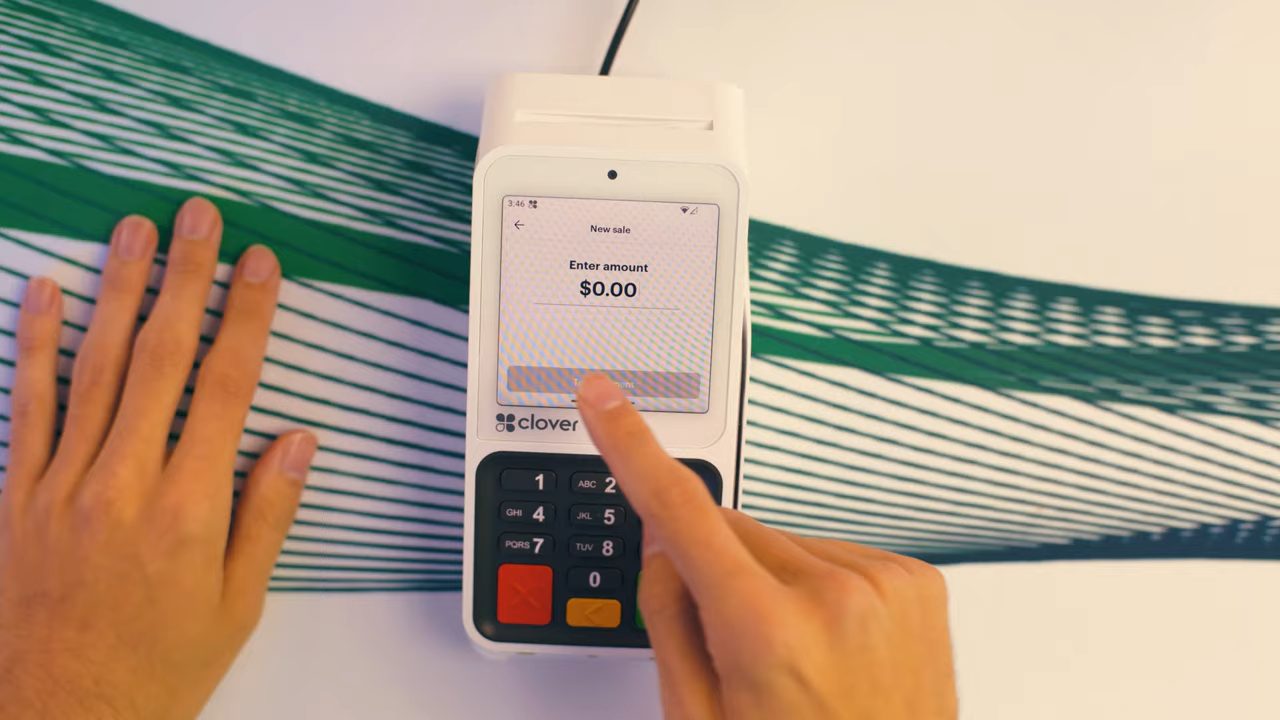 3:46
New sale
Enter amount
$0.00
clover
1 ABC 2
GHI 4 JKL 5
PQRS 7 TUV 8
0